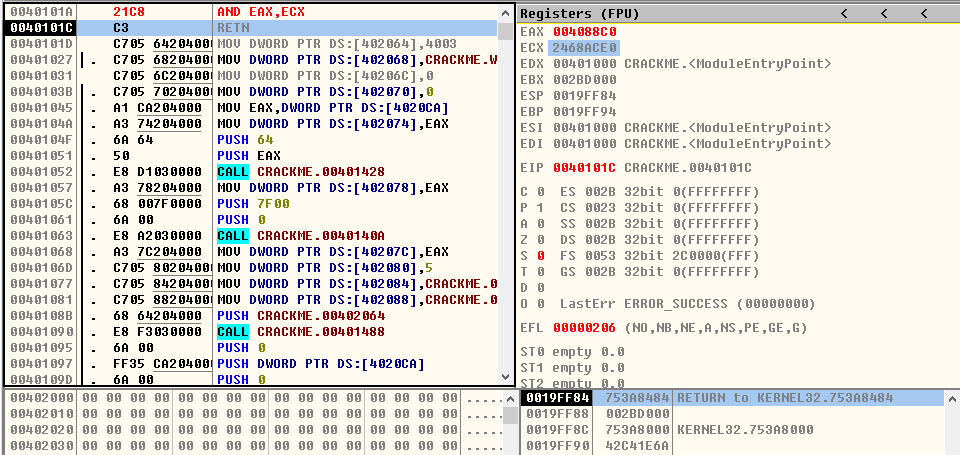 0040101A 21C8 AND EAX,ECX
0040101C C3 RETN
0040101D C705 64204000 MOV DWORD PTR DS:[402064],4003
00401027 . C705 68204000 MOV DWORD PTR DS:[402068],CRACKME.W
00401031 C705 6C204000 MOV DWORD PTR DS:[40206C],0
0040103B . C705 70204000 MOV DWORD PTR DS:[402070],0
00401045 . A1 CA204000 MOV EAX,DWORD PTR DS:[4020CA]
0040104A . A3 74204000 MOV DWORD PTR DS:[402074],EAX
0040104F . 6A 64 PUSH 64
00401051 . 50 PUSH EAX
00401052 . E8 D1030000 CALL CRACKME.00401428
00401057 . A3 78204000 MOV DWORD PTR DS:[402078],EAX
0040105C . 68 007F0000 PUSH 7F00
00401061 . 6A 00 PUSH 0
00401063 . E8 A2030000 CALL CRACKME.0040140A
00401068 . A3 7C204000 MOV DWORD PTR DS:[40207C],EAX
0040106D . C705 80204000 MOV DWORD PTR DS:[402080],5
00401077 . C705 84204000 MOV DWORD PTR DS:[402084],CRACKME.0
00401081 . C705 88204000 MOV DWORD PTR DS:[402088],CRACKME.0
0040108B . 68 64204000 PUSH CRACKME.00402064
00401090 . E8 F3030000 CALL CRACKME.00401488
00401095 . 6A 00 PUSH 0
00401097 . FF35 CA204000 PUSH DWORD PTR DS:[4020CA]
0040109D . 6A 00 PUSH 0
Registers (FPU) < < <
EAX 004088C0
ECX 2468ACE0
EDX 00401000 CRACKME.<ModuleEntryPoint>
EBX 002BD000
ESP 0019FF84
EBP 0019FF94
ESI 00401000 CRACKME.<ModuleEntryPoint>
EDI 00401000 CRACKME.<ModuleEntryPoint>
EIP 0040101C CRACKME.0040101C
C 0 ES 002B 32bit 0(FFFFFFFF)
P 1 CS 0023 32bit 0(FFFFFFFF)
A 0 SS 002B 32bit 0(FFFFFFFF)
Z 0 DS 002B 32bit 0(FFFFFFFF)
S 0 FS 0053 32bit 2C0000(FFF)
T 0 GS 002B 32bit 0(FFFFFFFF)
D 0
O 0 LastErr ERROR_SUCCESS (00000000)
EFL 00000206 (NO,NB,NE,A,NS,PE,GE,G)
ST0 empty 0.0
ST1 empty 0.0
ST2 empty 0.0
00402000 00 00 00 00 00 00 00 00 00 00 00 00 00 00 00 00 .....
00402010 00 00 00 00 00 00 00 00 00 00 00 00 00 00 00 00 .....
00402020 00 00 00 00 00 00 00 00 00 00 00 00 00 00 00 00 .....
00402030 00 00 00 00 00 00 00 00 00 00 00 00 00 00 00 00 .....
0019FF84 753A8484 RETURN to KERNEL32.753A8484
0019FF88 002BD000
0019FF8C 753A8000 KERNEL32.753A8000
0019FF90 42C41E6A